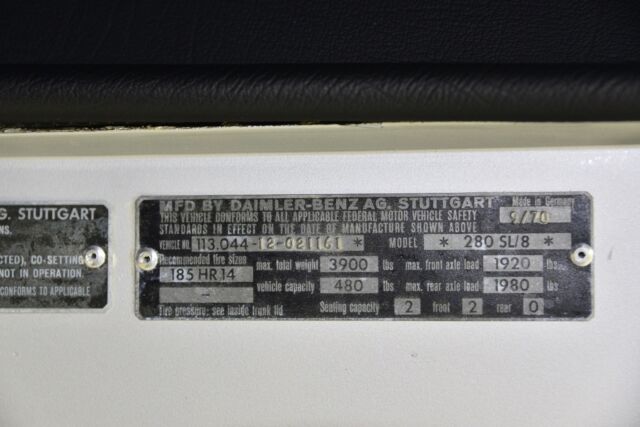 G. STUTTGART
NS.
CTED), CO-SETTING
NOT IN OPERATION.
CONFORMS TO APPLICABLE
MFD BY DAIMLER-BENZ AG. STUTTGART Made in Germany
THIS VEHICLE CONFORMS TO ALL APPLICABLE FEDERAL MOTOR VEHICLE SAFETY 9/70
STANDARDS IN EFFECT ON THE DATE OF MANUFACTURE SHOWN ABOVE
VEHICLE NO. 113.044-12-021161 * MODEL * 280 SL/8 *
Recommended tire sizes max. total weight 3900 lbs max. front axle load 1920 lbs
185 HR 14 vehicle capacity 480 lbs max. rear axle load 1980 lbs
–
Tire pressure: see inside trunk lid Seating capacity 2 front 2 rear 0